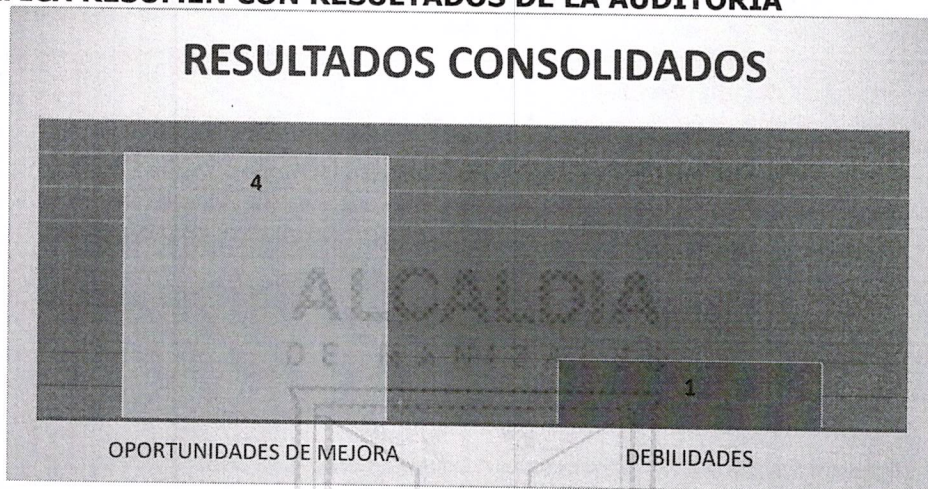 RESUMEN CON RESULTADOS DE LA AUDITORIA
RESULTADOS CONSOLIDADOS
4
ALCALDIA
1
OPORTUNIDADES DE MEJORA
DEBILIDADES